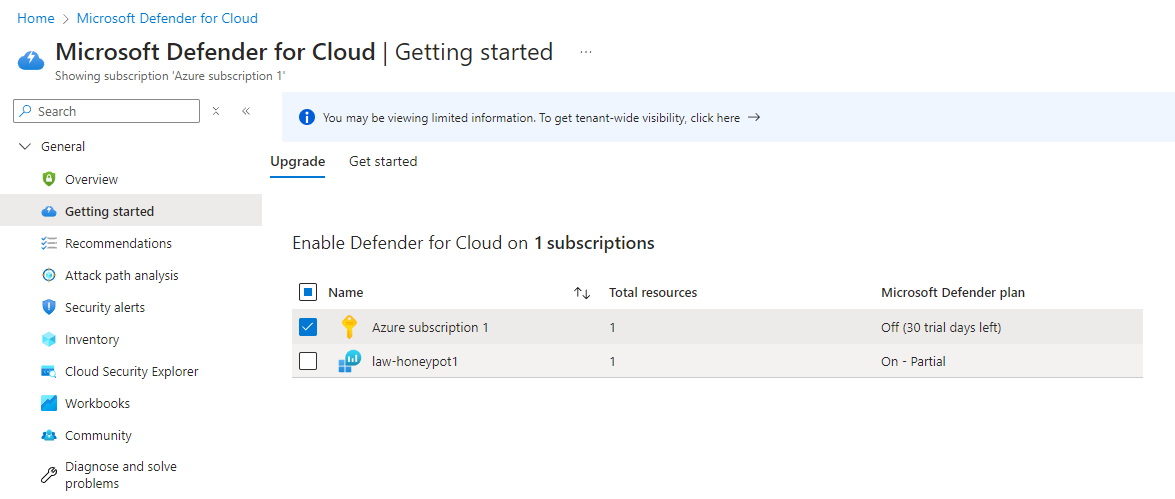 Home > Microsoft Defender for Cloud
Microsoft Defender for Cloud | Getting started ...
Showing subscription 'Azure subscription 1'
Search
You may be viewing limited information. To get tenant-wide visibility, click here →
General
Overview
Getting started
Recommendations
Attack path analysis
Security alerts
Inventory
Cloud Security Explorer
Workbooks
Community
Diagnose and solve
problems
Upgrade Get started
Enable Defender for Cloud on 1 subscriptions
Name Total resources Microsoft Defender plan
Azure subscription 1 1 Off (30 trial days left)
law-honeypot1 1 On - Partial